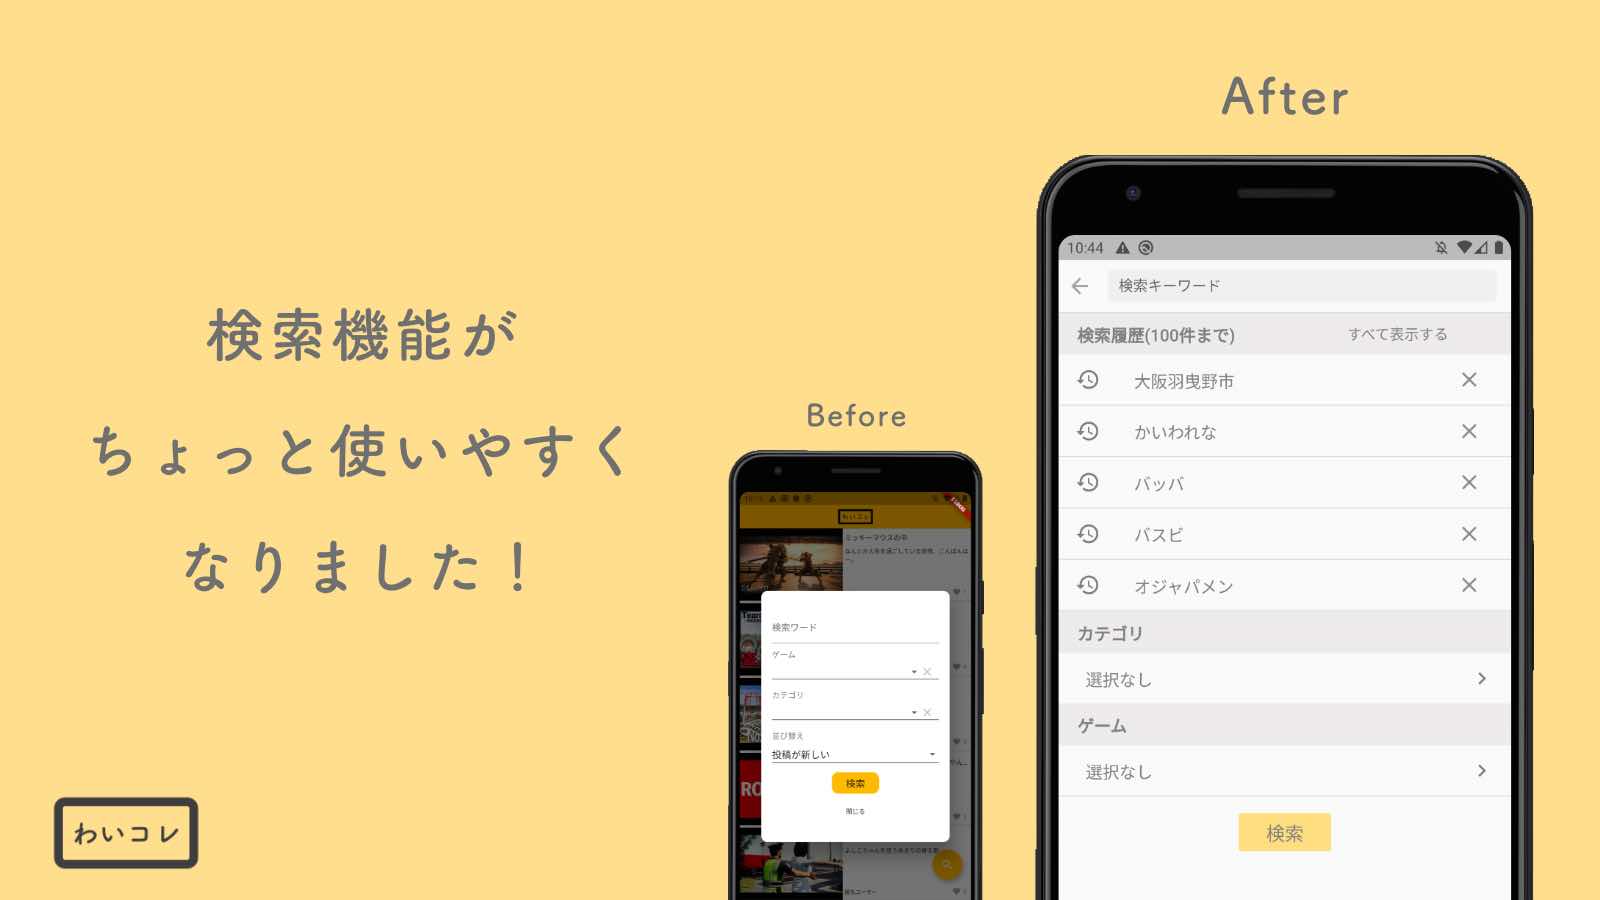 検索機能が
ちょっと使いやすく
なりました！
わいコレ
Before
わいコレ
ミッキーマウスの中
検索ワード
ゲーム
カテゴリ
並び替え
投稿が新しい
検索
閉じる
After
10:44
検索キーワード
検索履歴(100件まで)
すべて表示する
大阪羽曳野市
かいわれな
バッバ
バスビ
オジャパメン
カテゴリ
選択なし
ゲーム
選択なし
検索